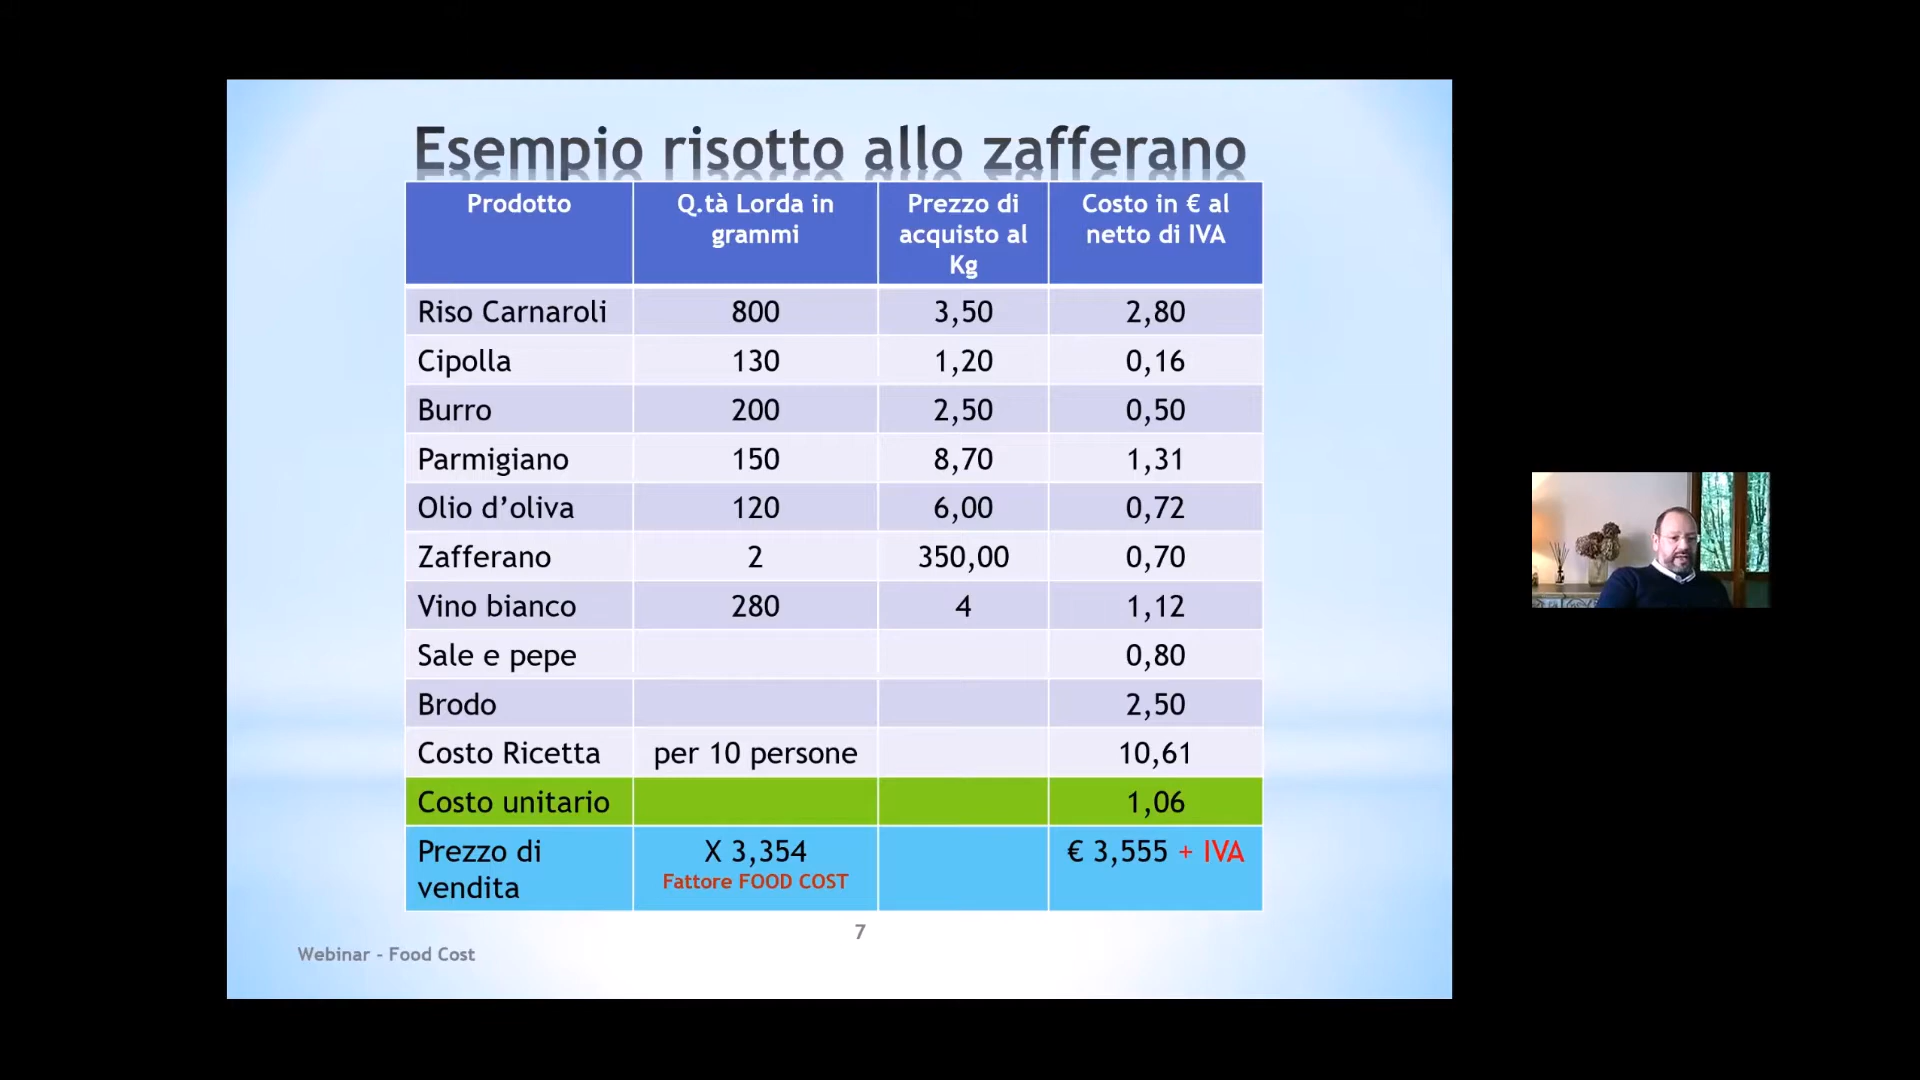 Esempio risotto allo zafferano
Prodotto
Q.tà Lorda in
grammi
Prezzo di
acquisto al
Kg
Costo in € al
netto di IVA
Riso Carnaroli 800 3,50 2,80
Cipolla 130 1,20 0,16
Burro 200 2,50 0,50
Parmigiano 150 8,70 1,31
Olio d’oliva 120 6,00 0,72
Zafferano 2 350,00 0,70
Vino bianco 280 4 1,12
Sale e pepe 0,80
Brodo 2,50
Costo Ricetta per 10 persone 10,61
Costo unitario 1,06
Prezzo di
vendita
X 3,354
Fattore FOOD COST
€ 3,555 + IVA
7
Webinar - Food Cost